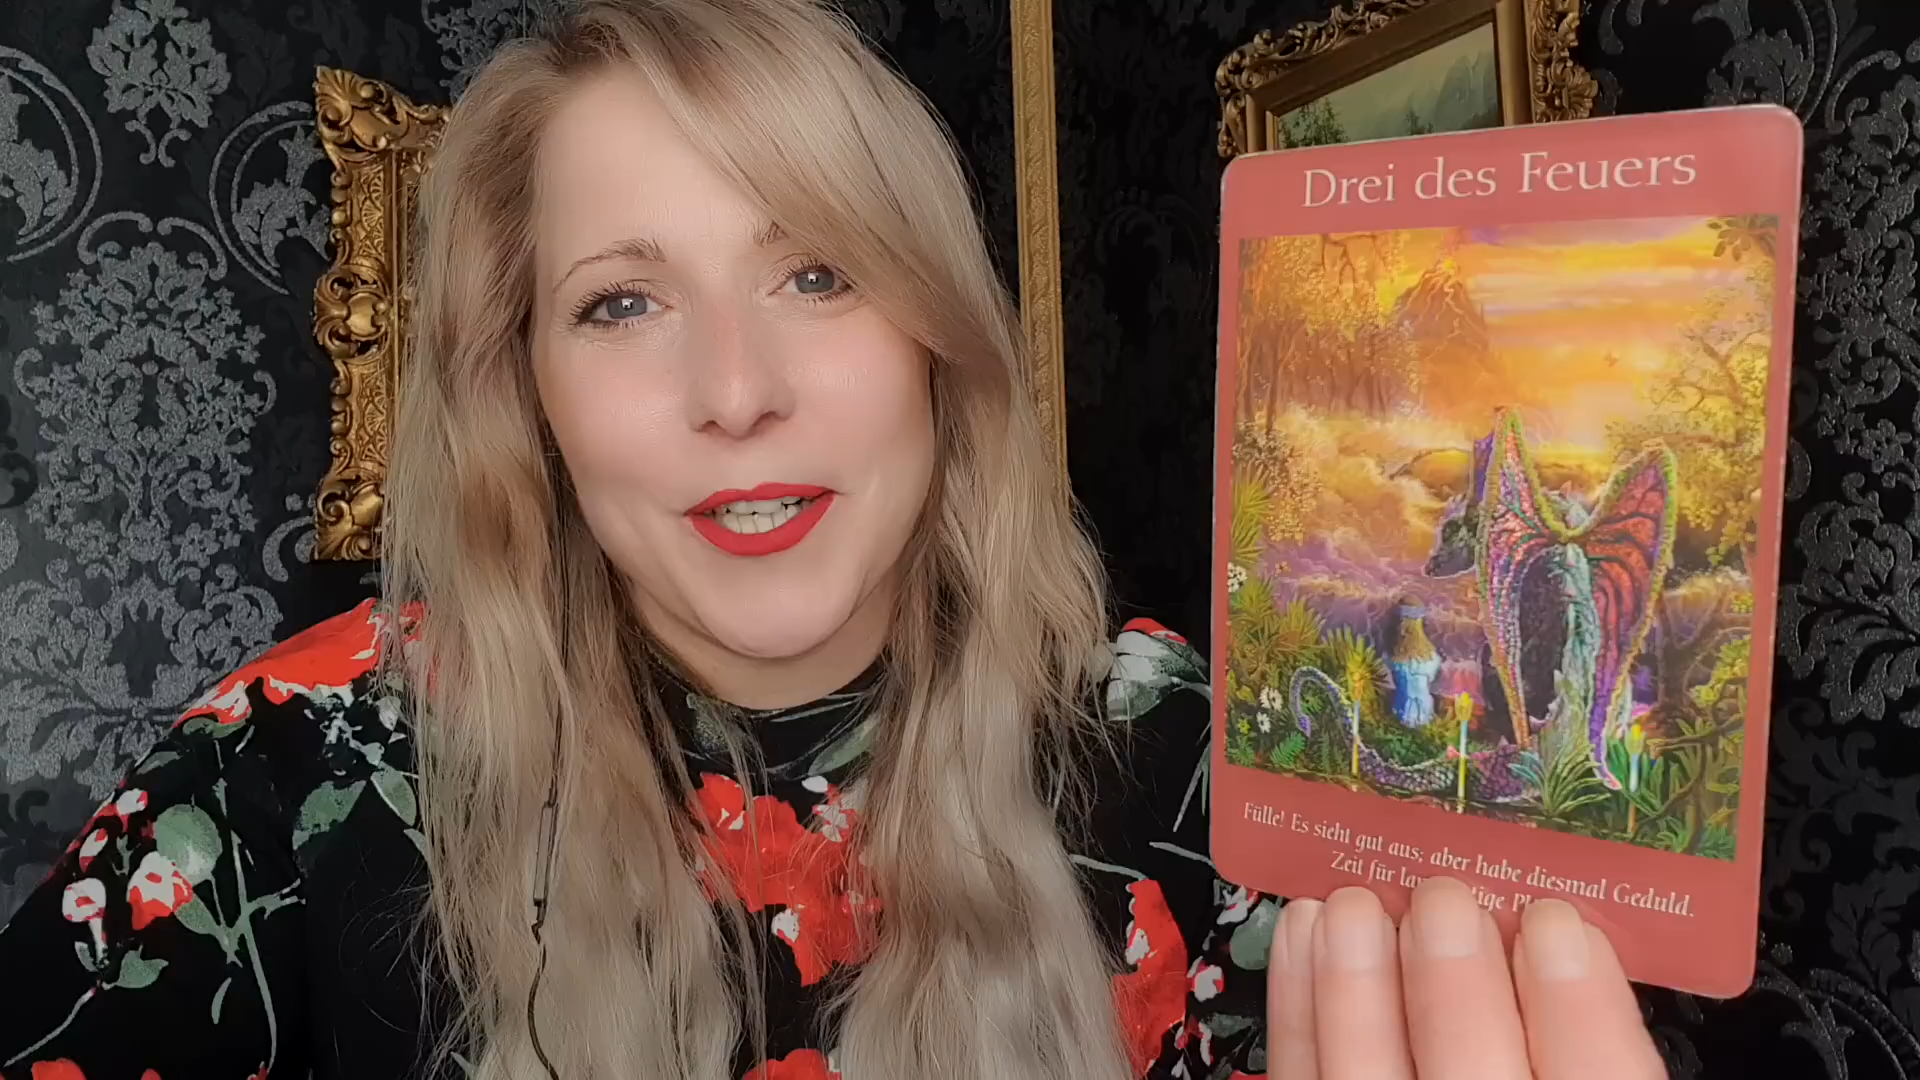 Drei des Feuers
Fülle! Es sieht gut aus; aber habe diesmal Geduld.
Zeit für